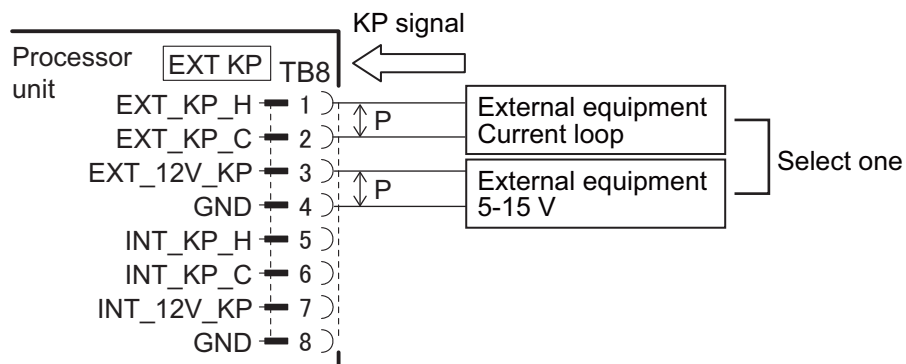 KP signal
Processor
unit
EXT KP
TB8
EXT_KP_H 1
EXT_KP_C 2
EXT_12V_KP 3
GND 4
INT_KP_H 5
INT_KP_C 6
INT_12V_KP 7
GND 8
P
P
External equipment
Current loop
External equipment
5-15 V
Select one